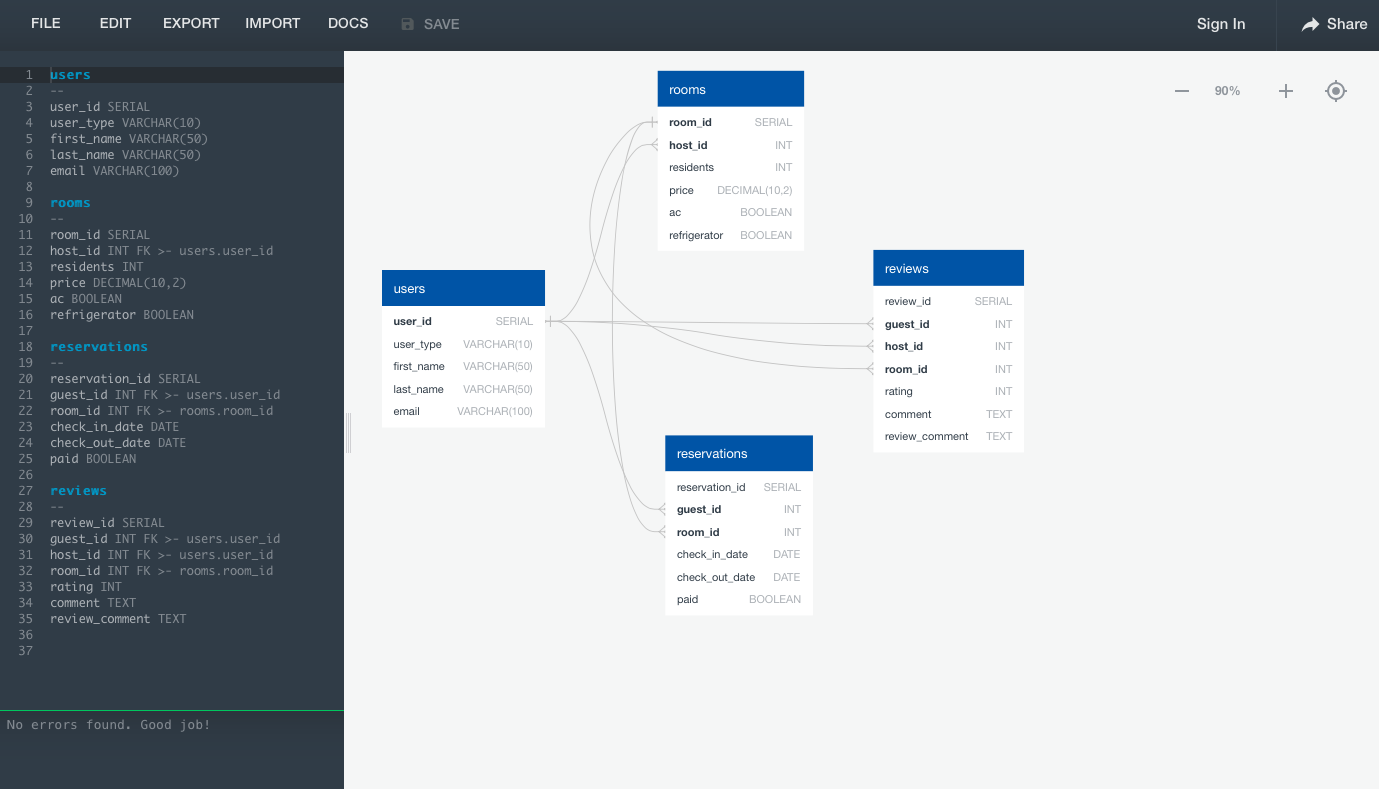 FILE EDIT EXPORT IMPORT DOCS SAVE Sign In Share
1 users
2 --
3 user_id SERIAL
4 user_type VARCHAR(10)
5 first_name VARCHAR(50)
6 last_name VARCHAR(50)
7 email VARCHAR(100)
8
9 rooms
10 --
11 room_id SERIAL
12 host_id INT FK >- users.user_id
13 residents INT
14 price DECIMAL(10,2)
15 ac BOOLEAN
16 refrigerator BOOLEAN
17
18 reservations
19 --
20 reservation_id SERIAL
21 guest_id INT FK >- users.user_id
22 room_id INT FK >- rooms.room_id
23 check_in_date DATE
24 check_out_date DATE
25 paid BOOLEAN
26
27 reviews
28 --
29 review_id SERIAL
30 guest_id INT FK >- users.user_id
31 host_id INT FK >- users.user_id
32 room_id INT FK >- rooms.room_id
33 rating INT
34 comment TEXT
35 review_comment TEXT
36
37
No errors found. Good job!
90%
rooms
room_id SERIAL
host_id INT
residents INT
price DECIMAL(10,2)
ac BOOLEAN
refrigerator BOOLEAN
users
user_id SERIAL
user_type VARCHAR(10)
first_name VARCHAR(50)
last_name VARCHAR(50)
email VARCHAR(100)
reviews
review_id SERIAL
guest_id INT
host_id INT
room_id INT
rating INT
comment TEXT
review_comment TEXT
reservations
reservation_id SERIAL
guest_id INT
room_id INT
check_in_date DATE
check_out_date DATE
paid BOOLEAN